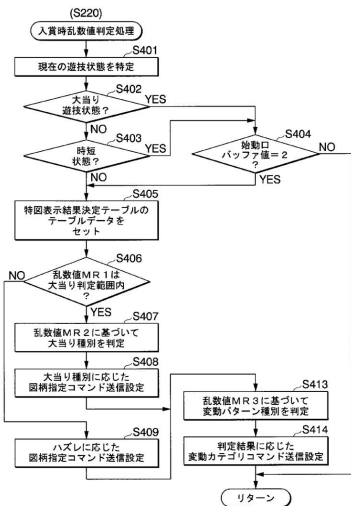 (S220)
入賞時乱数値判定処理
S401
現在の遊技状態を特定
S402
大当り
遊技状態?
YES
NO
S403
時短
状態?
YES
NO
S404
始動口
バッファ値=2
?
NO
YES
S405
特図表示結果決定テーブルの
テーブルデータを
セット
S406
乱数値MR1は
大当り判定範囲内
?
NO
YES
S407
乱数値MR2に基づいて
大当り種別を判定
S408
大当り種別に応じた
図柄指定コマンド送信設定
S409
ハズレに応じた
図柄指定コマンド送信設定
S413
乱数値MR3に基づいて
変動パターン種別を判定
S414
判定結果に応じた
変動カテゴリコマンド送信設定
リターン